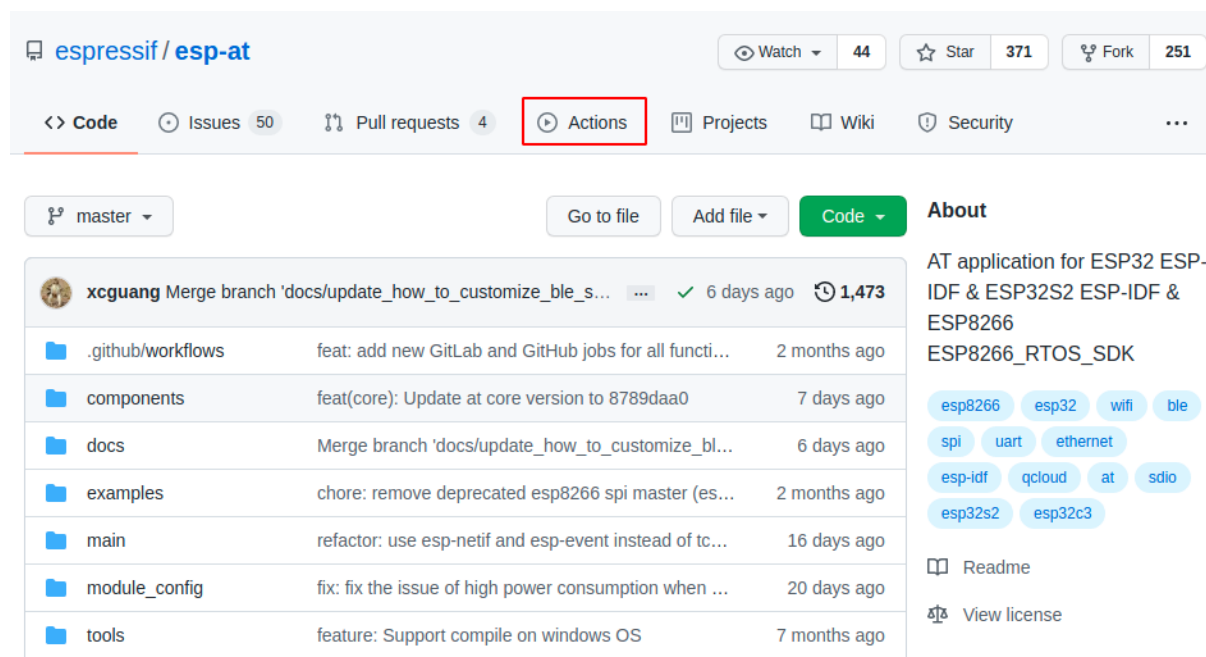 espressif / esp-at
Watch 44 Star 371 Fork 251
Code Issues 50 Pull requests 4 Actions Projects Wiki Security ...
master Go to file Add file Code
xcguang Merge branch 'docs/update_how_to_customize_ble_s... ... 6 days ago 1,473
.github/workflows feat: add new GitLab and GitHub jobs for all functi... 2 months ago
components feat(core): Update at core version to 8789daa0 7 days ago
docs Merge branch 'docs/update_how_to_customize_bl... 6 days ago
examples chore: remove deprecated esp8266 spi master (es... 2 months ago
main refactor: use esp-netif and esp-event instead of tc... 16 days ago
module_config fix: fix the issue of high power consumption when ... 20 days ago
tools feature: Support compile on windows OS 7 months ago
About
AT application for ESP32 ESP-
IDF & ESP32S2 ESP-IDF &
ESP8266
ESP8266_RTOS_SDK
esp8266 esp32 wifi ble
spi uart ethernet
esp-idf qcloud at sdio
esp32s2 esp32c3
Readme
View license